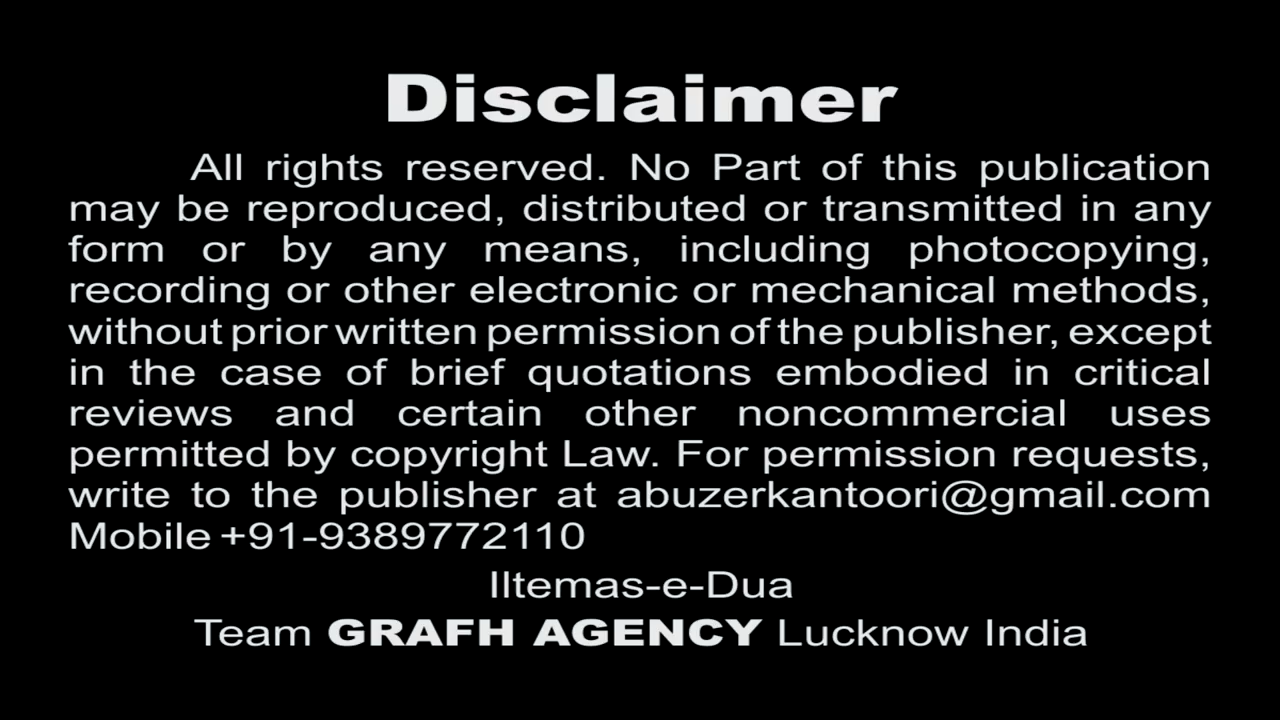 Disclaimer
All rights reserved. No Part of this publication
may be reproduced, distributed or transmitted in any
form or by any means, including photocopying,
recording or other electronic or mechanical methods,
without prior written permission of the publisher, except
in the case of brief quotations embodied in critical
reviews and certain other noncommercial uses
permitted by copyright Law. For permission requests,
write to the publisher at abuzerkantoori@gmail.com
Mobile +91-9389772110
Iltemas-e-Dua
Team GRAFH AGENCY Lucknow India